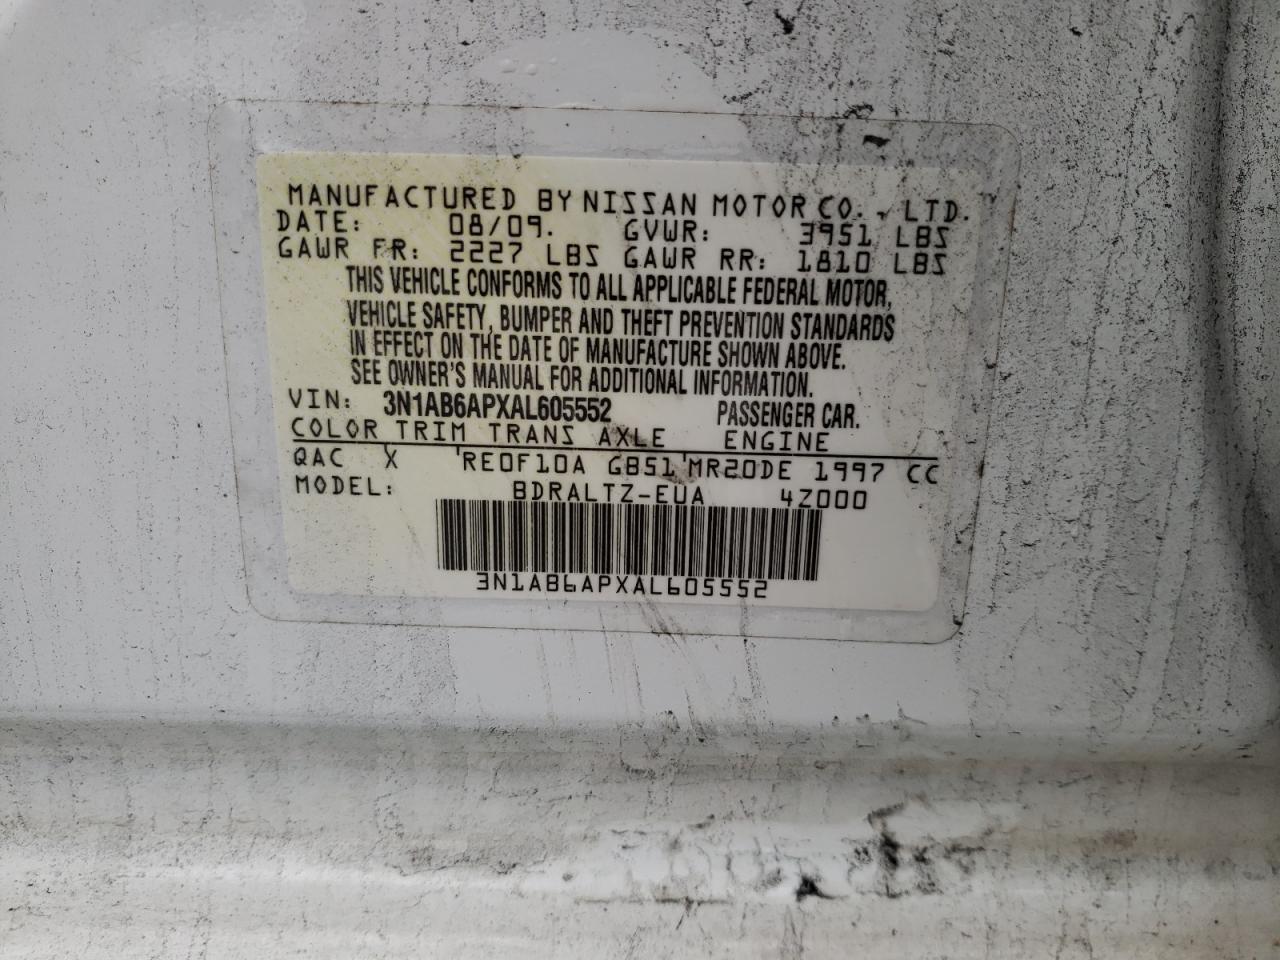 MANUFACTURED BY NISSAN MOTOR CO., LTD.
DATE: 08/09. GVWR: 3951 LBS
GAWR FR: 2227 LBS GAWR RR: 1810 LBS
THIS VEHICLE CONFORMS TO ALL APPLICABLE FEDERAL MOTOR,
VEHICLE SAFETY, BUMPER AND THEFT PREVENTION STANDARDS
IN EFFECT ON THE DATE OF MANUFACTURE SHOWN ABOVE.
SEE OWNER'S MANUAL FOR ADDITIONAL INFORMATION.
VIN: 3N1AB6APXAL605552 PASSENGER CAR.
COLOR TRIM TRANS AXLE ENGINE
QAC X 'RE0F10A GB51'MR20DE 1997 CC
MODEL: BDRALTZ-EUA 4Z000
3N1AB6APXAL605552